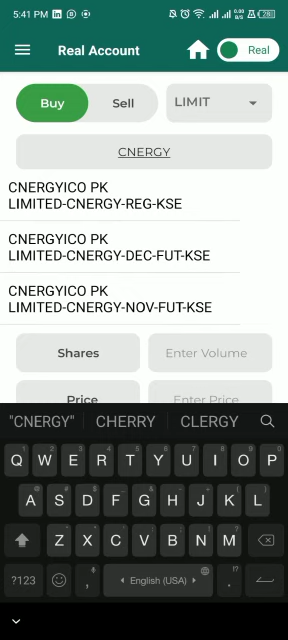 5:41 PM
Real Account
Real
Buy
Sell
LIMIT
CNERGY
CNERGYICO PK
LIMITED-CNERGY-REG-KSE
CNERGYICO PK
LIMITED-CNERGY-DEC-FUT-KSE
CNERGYICO PK
LIMITED-CNERGY-NOV-FUT-KSE
Shares
Enter Volume
Price
Enter Price
"CNERGY" CHERRY CLERGY
Q W E R T Y U I O P
A S D F G H J K L
Z X C V B N M
?123 , English (USA) .